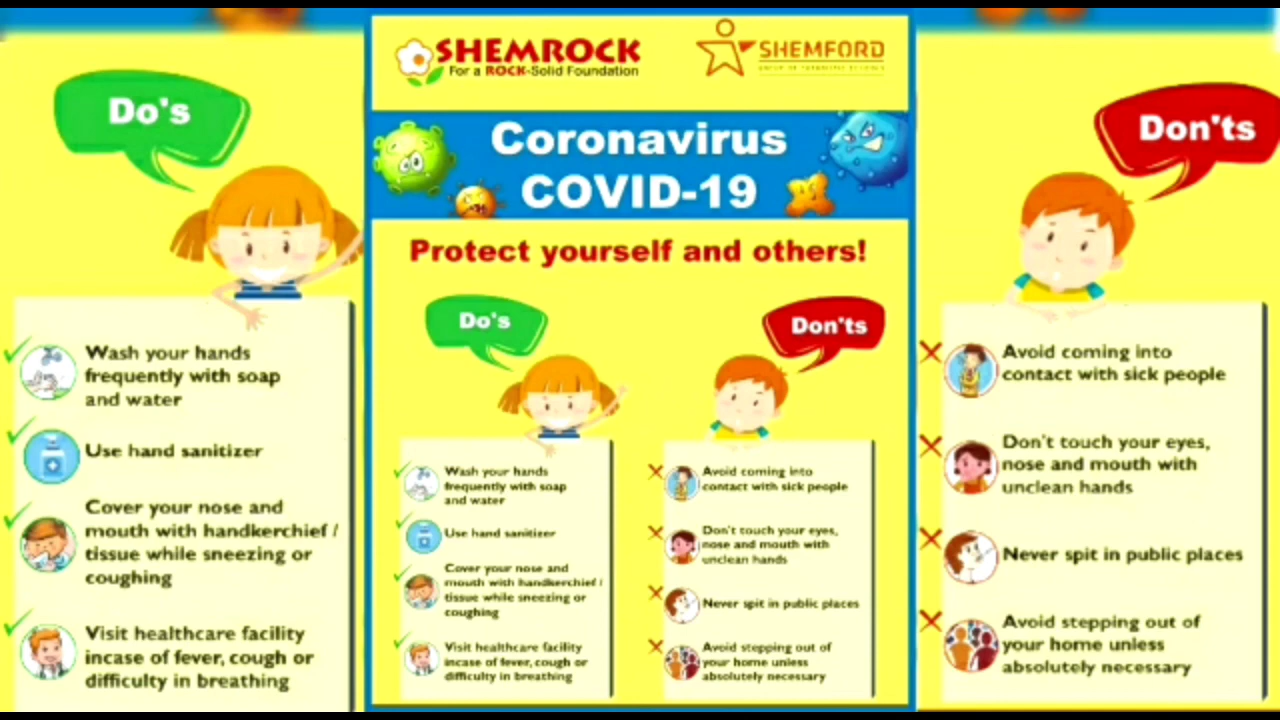 Do's
Wash your hands
frequently with soap
and water
Use hand sanitizer
Cover your nose and
mouth with handkerchief /
tissue while sneezing or
coughing
Visit healthcare facility
incase of fever, cough or
difficulty in breathing
SHEMROCK
For a ROCK-Solid Foundation
SHEMFORD
Coronavirus
COVID-19
Protect yourself and others!
Do's
Wash your hands
frequently with soap
and water
Use hand sanitizer
Cover your nose and
mouth with handkerchief /
tissue while sneezing or
coughing
Visit healthcare facility
incase of fever, cough or
difficulty in breathing
Don'ts
Avoid coming into
contact with sick people
Don't touch your eyes,
nose and mouth with
unclean hands
Never spit in public places
Avoid stepping out of
your home unless
absolutely necessary
Don'ts
Avoid coming into
contact with sick people
Don't touch your eyes,
nose and mouth with
unclean hands
Never spit in public places
Avoid stepping out of
your home unless
absolutely necessary